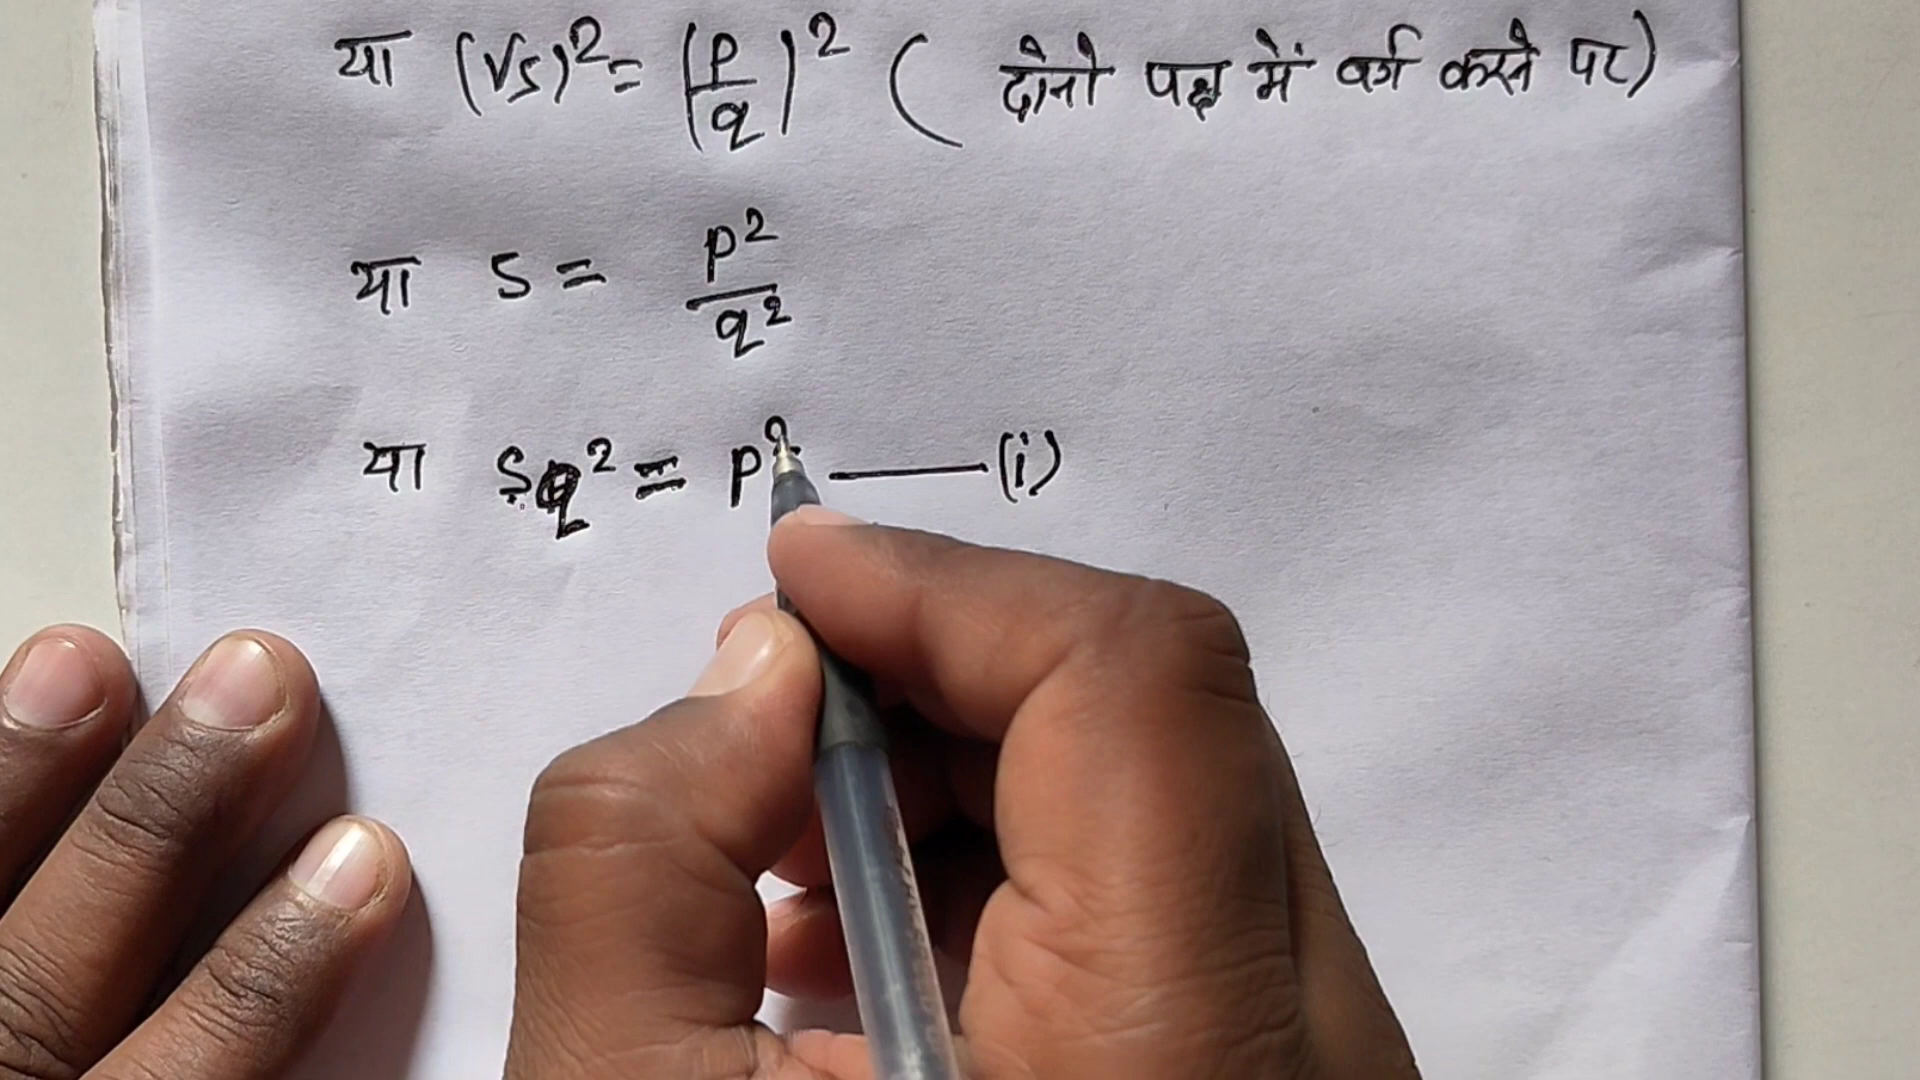 या (√5)² = (p/q)² ( दोनो पक्ष में वर्ग करने पर)
या 5 = p²/q²
या 5q² = p² —— (i)